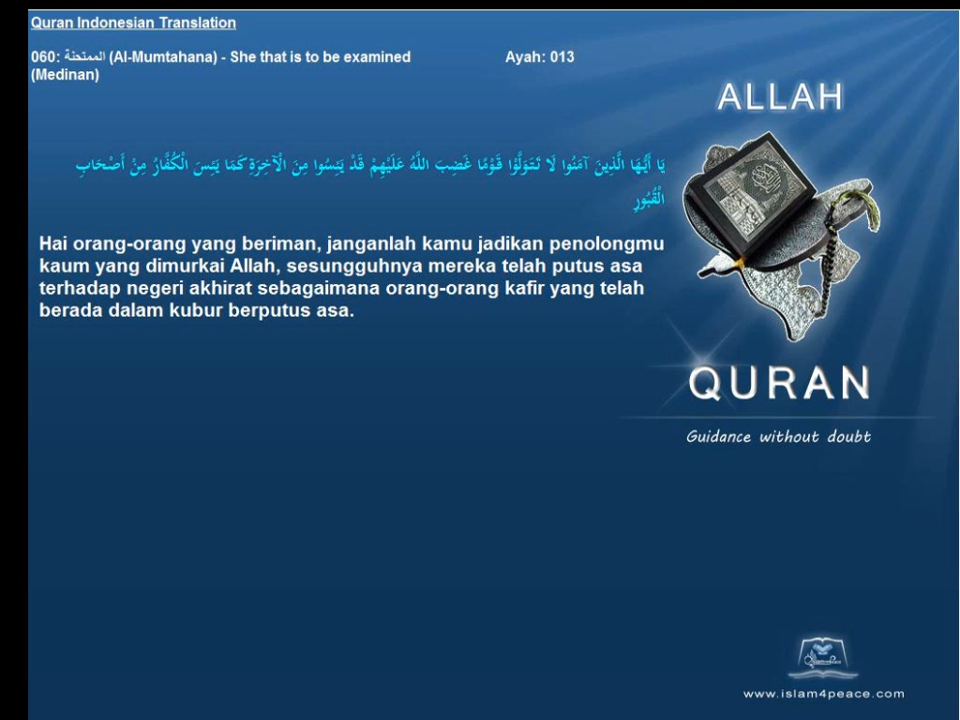 Quran Indonesian Translation
060: الممتحنة (Al-Mumtahana) - She that is to be examined
(Medinan)
Ayah: 013
ALLAH
يَا أَيُّهَا الَّذِينَ آمَنُوا لَا تَتَوَلَّوْا قَوْمًا غَضِبَ اللَّهُ عَلَيْهِمْ قَدْ يَئِسُوا مِنَ الْآخِرَةِ كَمَا يَئِسَ الْكُفَّارُ مِنْ أَصْحَابِ
الْقُبُورِ
Hai orang-orang yang beriman, janganlah kamu jadikan penolongmu
kaum yang dimurkai Allah, sesungguhnya mereka telah putus asa
terhadap negeri akhirat sebagaimana orang-orang kafir yang telah
berada dalam kubur berputus asa.
QURAN
Guidance without doubt
www.islam4peace.com